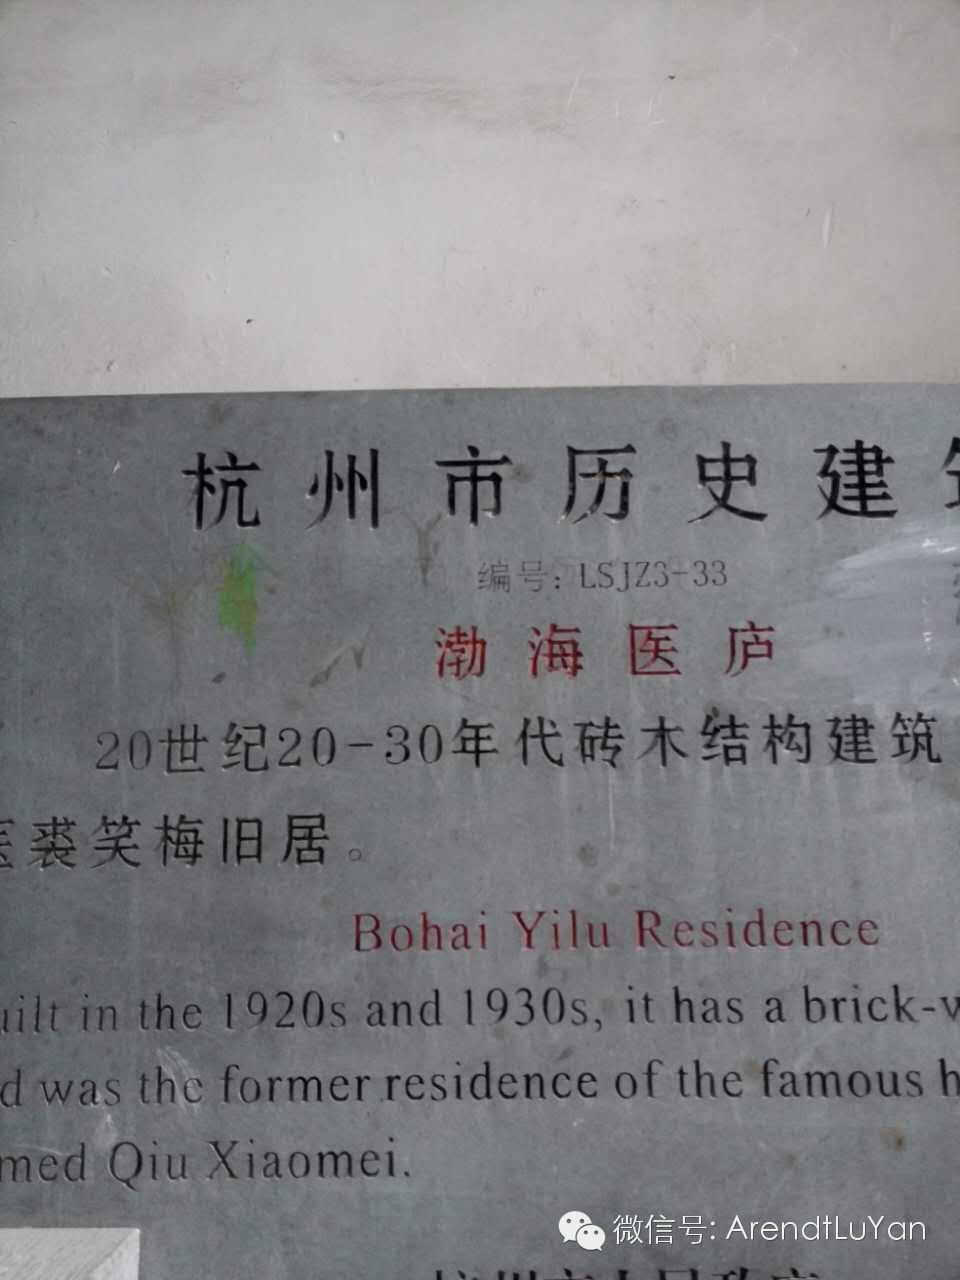 杭州市历史建
编号：LSJZ3-33
渤海医庐
20世纪20-30年代砖木结构建筑
医裘笑梅旧居。
Bohai Yilu Residence
uilt in the 1920s and 1930s, it has a brick-w
d was the former residence of the famous h
med Qiu Xiaomei.
微信号: ArendtLuYan